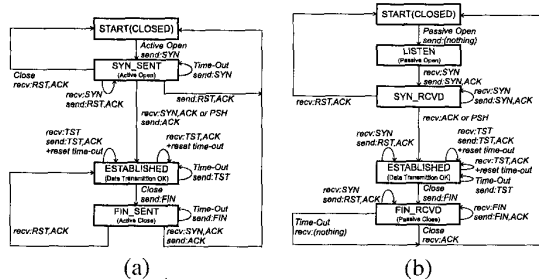 START(CLOSED)
Active Open
send:SYN
SYN_SENT
(Active Open)
Time-Out
send:SYN
Close
recv:RST,ACK
recv:SYN
send:RST,ACK
send:RST,ACK
recv:SYN,ACK or PSH
send:ACK
recv:TST
send:TST,ACK
+reset time-out
recv:TST,ACK
+reset time-out
ESTABLISHED
(Data Transmittion OK)
Time-Out
send:TST
Close
send:FIN
FIN_SENT
(Active Close)
Time-Out
send:FIN
recv:RST,ACK
recv:SYN,ACK
send:ACK
(a)
START(CLOSED)
Passive Open
send:(nothing)
LISTEN
(Passive Open)
recv:SYN
send:SYN,ACK
SYN_RCVD
recv:SYN
send:SYN,ACK
recv:RST,ACK
recv:ACK or PSH
recv:SYN
send:RST,ACK
recv:TST
send:TST,ACK
+reset time-out
recv:TST,ACK
+reset time-out
ESTABLISHED
(Data Transmittion OK)
Time-Out
send:TST
Close
send:FIN
recv:SYN
send:RST,ACK
FIN_RCVD
(Passive Close)
recv:FIN
send:FIN,ACK
Time-Out
recv:(nothing)
Close
recv:ACK
(b)